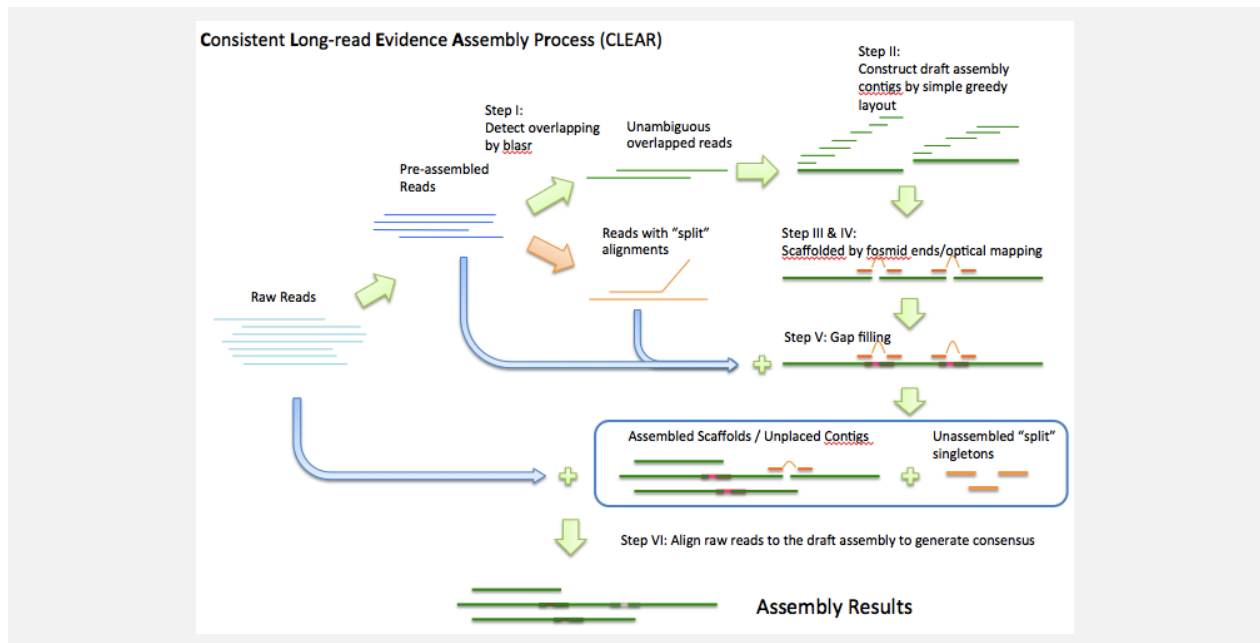 Consistent Long-read Evidence Assembly Process (CLEAR)
Step II:
Construct draft assembly
contigs by simple greedy
layout
Step I:
Detect overlapping
by blasr
Unambiguous
overlapped reads
Pre-assembled
Reads
Reads with “split”
alignments
Step III & IV:
Scaffolded by fosmid ends/optical mapping
Raw Reads
Step V: Gap filling
Assembled Scaffolds / Unplaced Contigs
Unassembled “split”
singletons
Step VI: Align raw reads to the draft assembly to generate consensus
Assembly Results